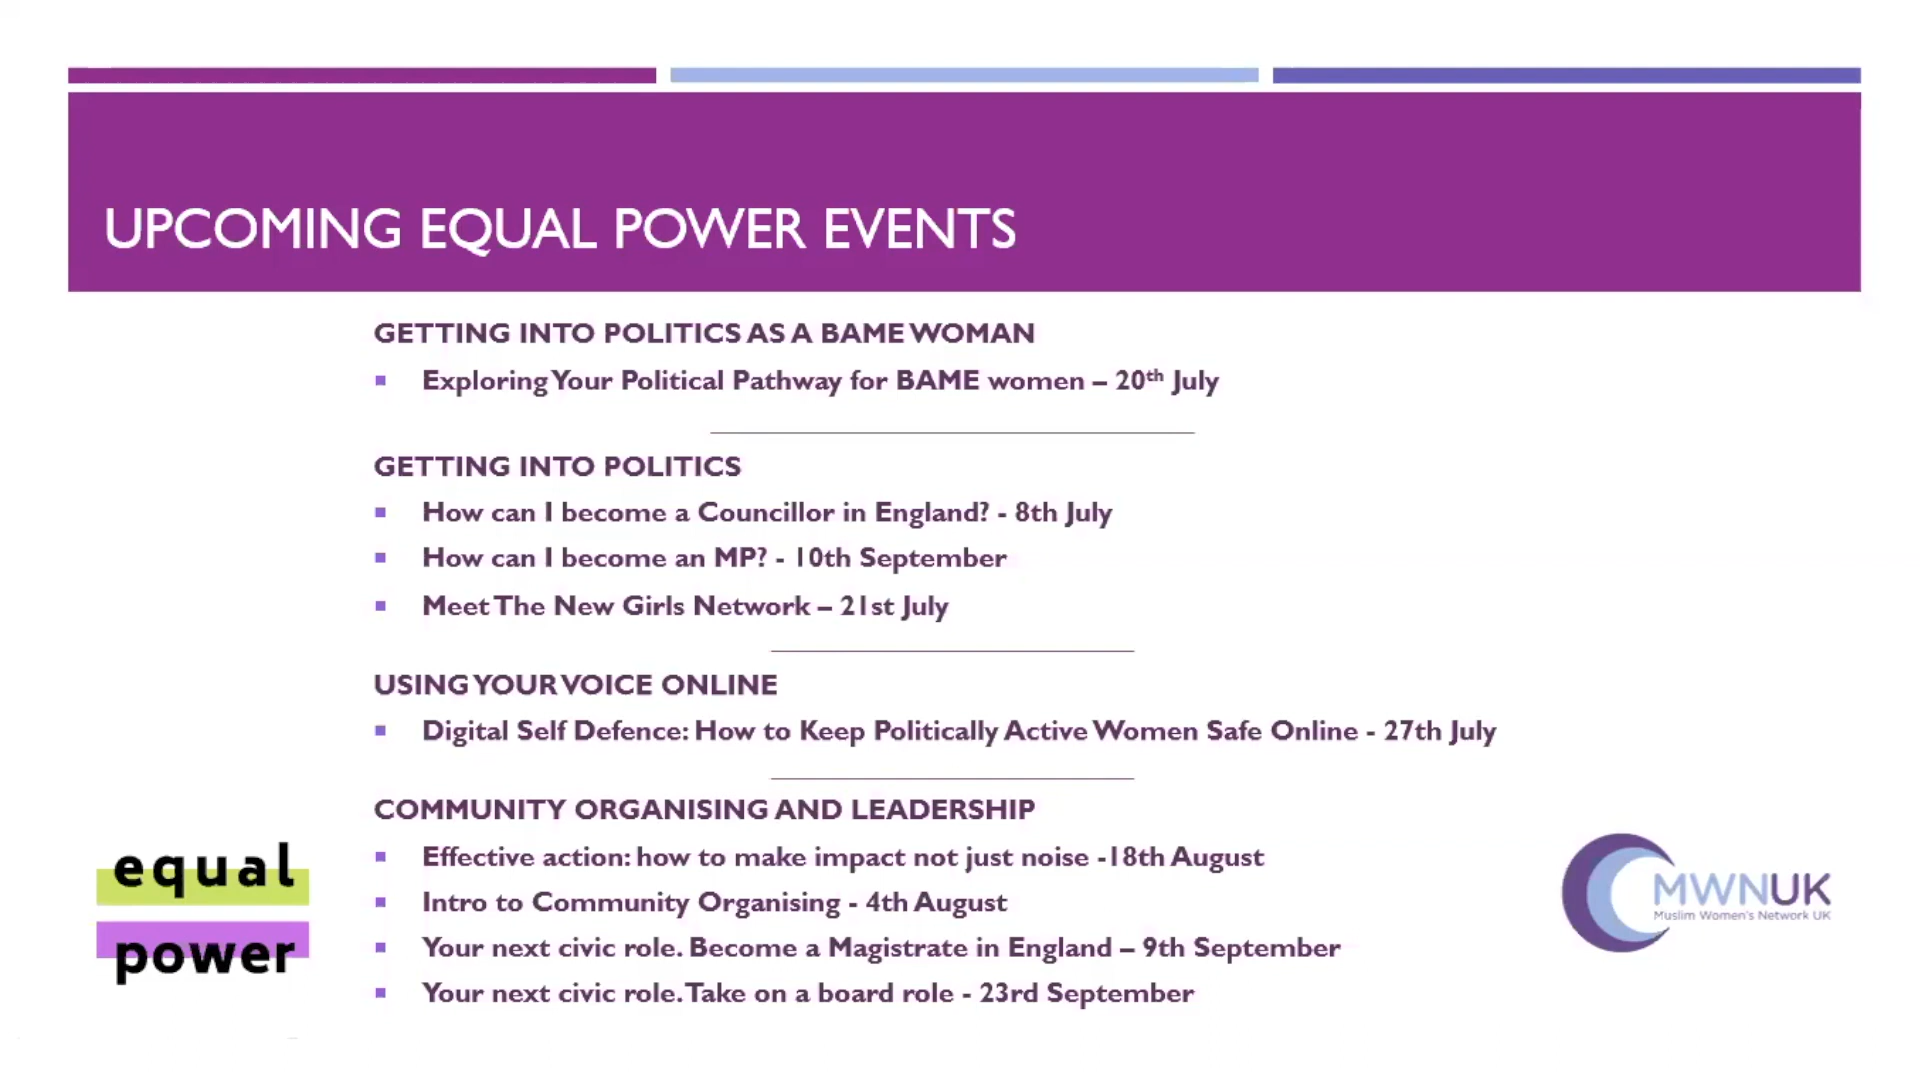 UPCOMING EQUAL POWER EVENTS
GETTING INTO POLITICS AS A BAME WOMAN
Exploring Your Political Pathway for BAME women – 20th July
GETTING INTO POLITICS
How can I become a Councillor in England? - 8th July
How can I become an MP? - 10th September
Meet The New Girls Network – 21st July
USING YOUR VOICE ONLINE
Digital Self Defence: How to Keep Politically Active Women Safe Online - 27th July
COMMUNITY ORGANISING AND LEADERSHIP
Effective action: how to make impact not just noise -18th August
Intro to Community Organising - 4th August
Your next civic role. Become a Magistrate in England – 9th September
Your next civic role. Take on a board role - 23rd September
equal
power
MWNUK
Muslim Women's Network UK